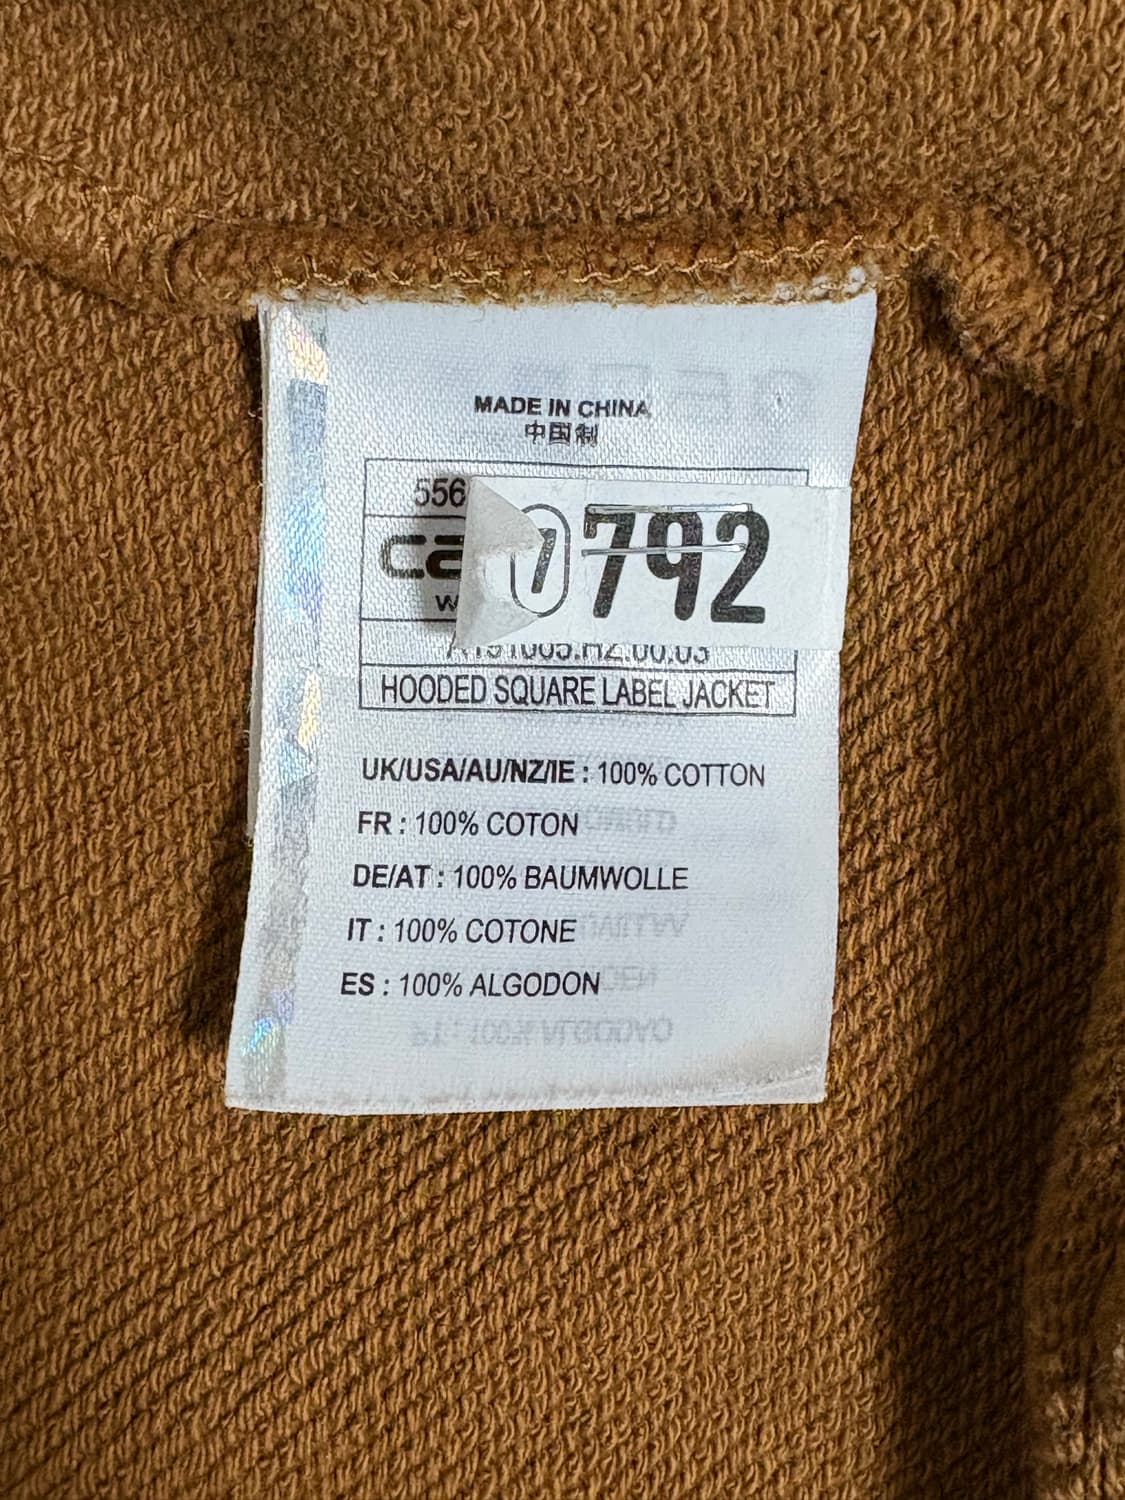 MADE IN CHINA
中国制
556
ca
7 792
w
HOODED SQUARE LABEL JACKET
UK/USA/AU/NZ/IE : 100% COTTON
FR : 100% COTON
DE/AT : 100% BAUMWOLLE
IT : 100% COTONE
ES : 100% ALGODON